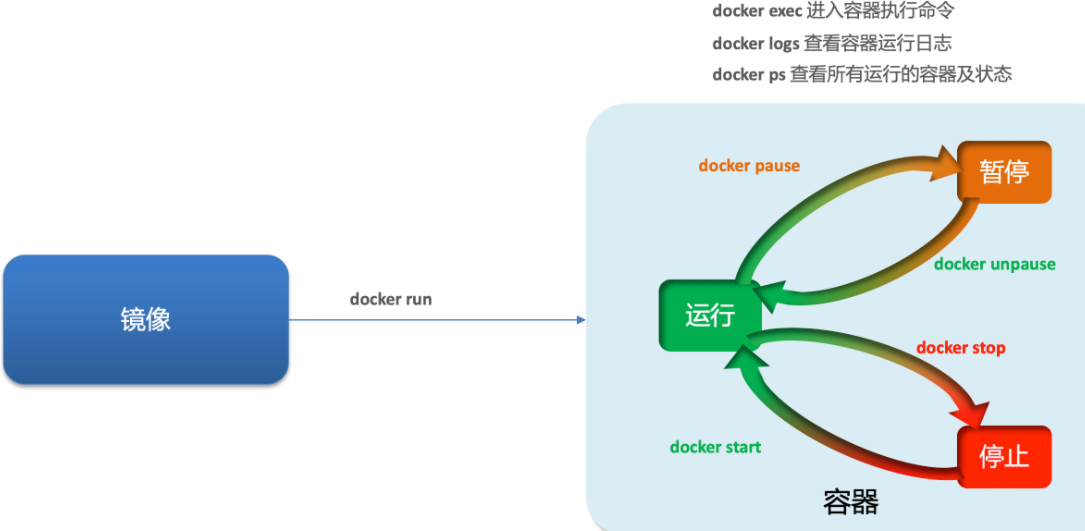 docker exec 进入容器执行命令
docker logs 查看容器运行日志
docker ps 查看所有运行的容器及状态
docker pause
暂停
docker unpause
docker run
镜像
运行
docker stop
docker start
停止
容器